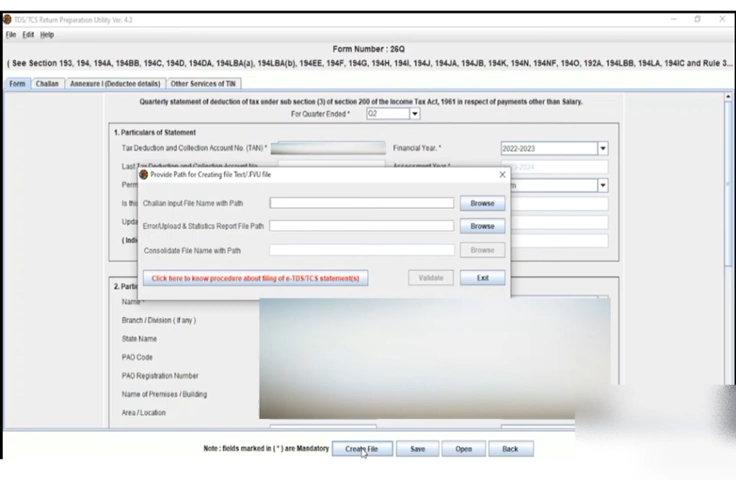 TDS/TCS Return Preparation Utility Ver. 4.3
File Edit Help
Form Number : 26Q
( See Section 193, 194, 194A, 194BB, 194C, 194D, 194DA, 194LBA(a), 194LBA(b), 194EE, 194F, 194G, 194H, 194I, 194J, 194JA, 194JB, 194K, 194N, 194NF, 194O, 192A, 194LBB, 194LA, 194IC and Rule 3...
Form Challan Annexure I (Deductee details) Other Services of TIN
Quarterly statement of deduction of tax under sub section (3) of section 200 of the Income Tax Act, 1961 in respect of payments other than Salary.
For Quarter Ended * Q2
1. Particulars of Statement
Tax Deduction and Collection Account No. (TAN) * Financial Year. * 2022-2023
Provide Path for Creating file Text/.FVU file
Challan Input File Name with Path Browse
Error/Upload & Statistics Report File Path Browse
Consolidate File Name with Path Browse
Click here to know procedure about filing of e-TDS/TCS statement(s) Validate Exit
Name *
Branch / Division ( if any )
State Name
PAO Code
PAO Registration Number
Name of Premises / Building
Area / Location
Note : fields marked in ( * ) are Mandatory Create File Save Open Back